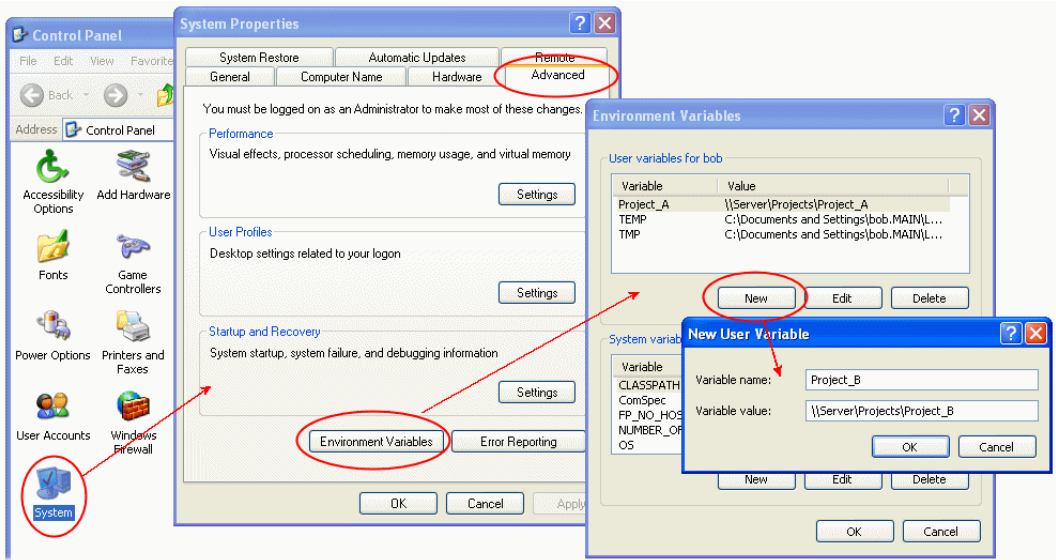 Control Panel
File Edit View Favorite
Back
Address Control Panel
Accessibility Options
Add Hardware
Fonts
Game Controllers
Power Options
Printers and Faxes
User Accounts
Windows Firewall
System
System Properties
System Restore Automatic Updates Remote
General Computer Name Hardware Advanced
You must be logged on as an Administrator to make most of these changes.
Performance
Visual effects, processor scheduling, memory usage, and virtual memory
Settings
User Profiles
Desktop settings related to your logon
Settings
Startup and Recovery
System startup, system failure, and debugging information
Settings
Environment Variables Error Reporting
OK Cancel Apply
Environment Variables
User variables for bob
Variable Value
Project_A \\Server\Projects\Project_A
TEMP C:\Documents and Settings\bob.MAIN\L...
TMP C:\Documents and Settings\bob.MAIN\L...
New Edit Delete
System variab
Variable
CLASSPATH
ComSpec
FP_NO_HOS
NUMBER_OF
OS
New Edit Delete
OK Cancel
New User Variable
Variable name: Project_B
Variable value: \\Server\Projects\Project_B
OK Cancel